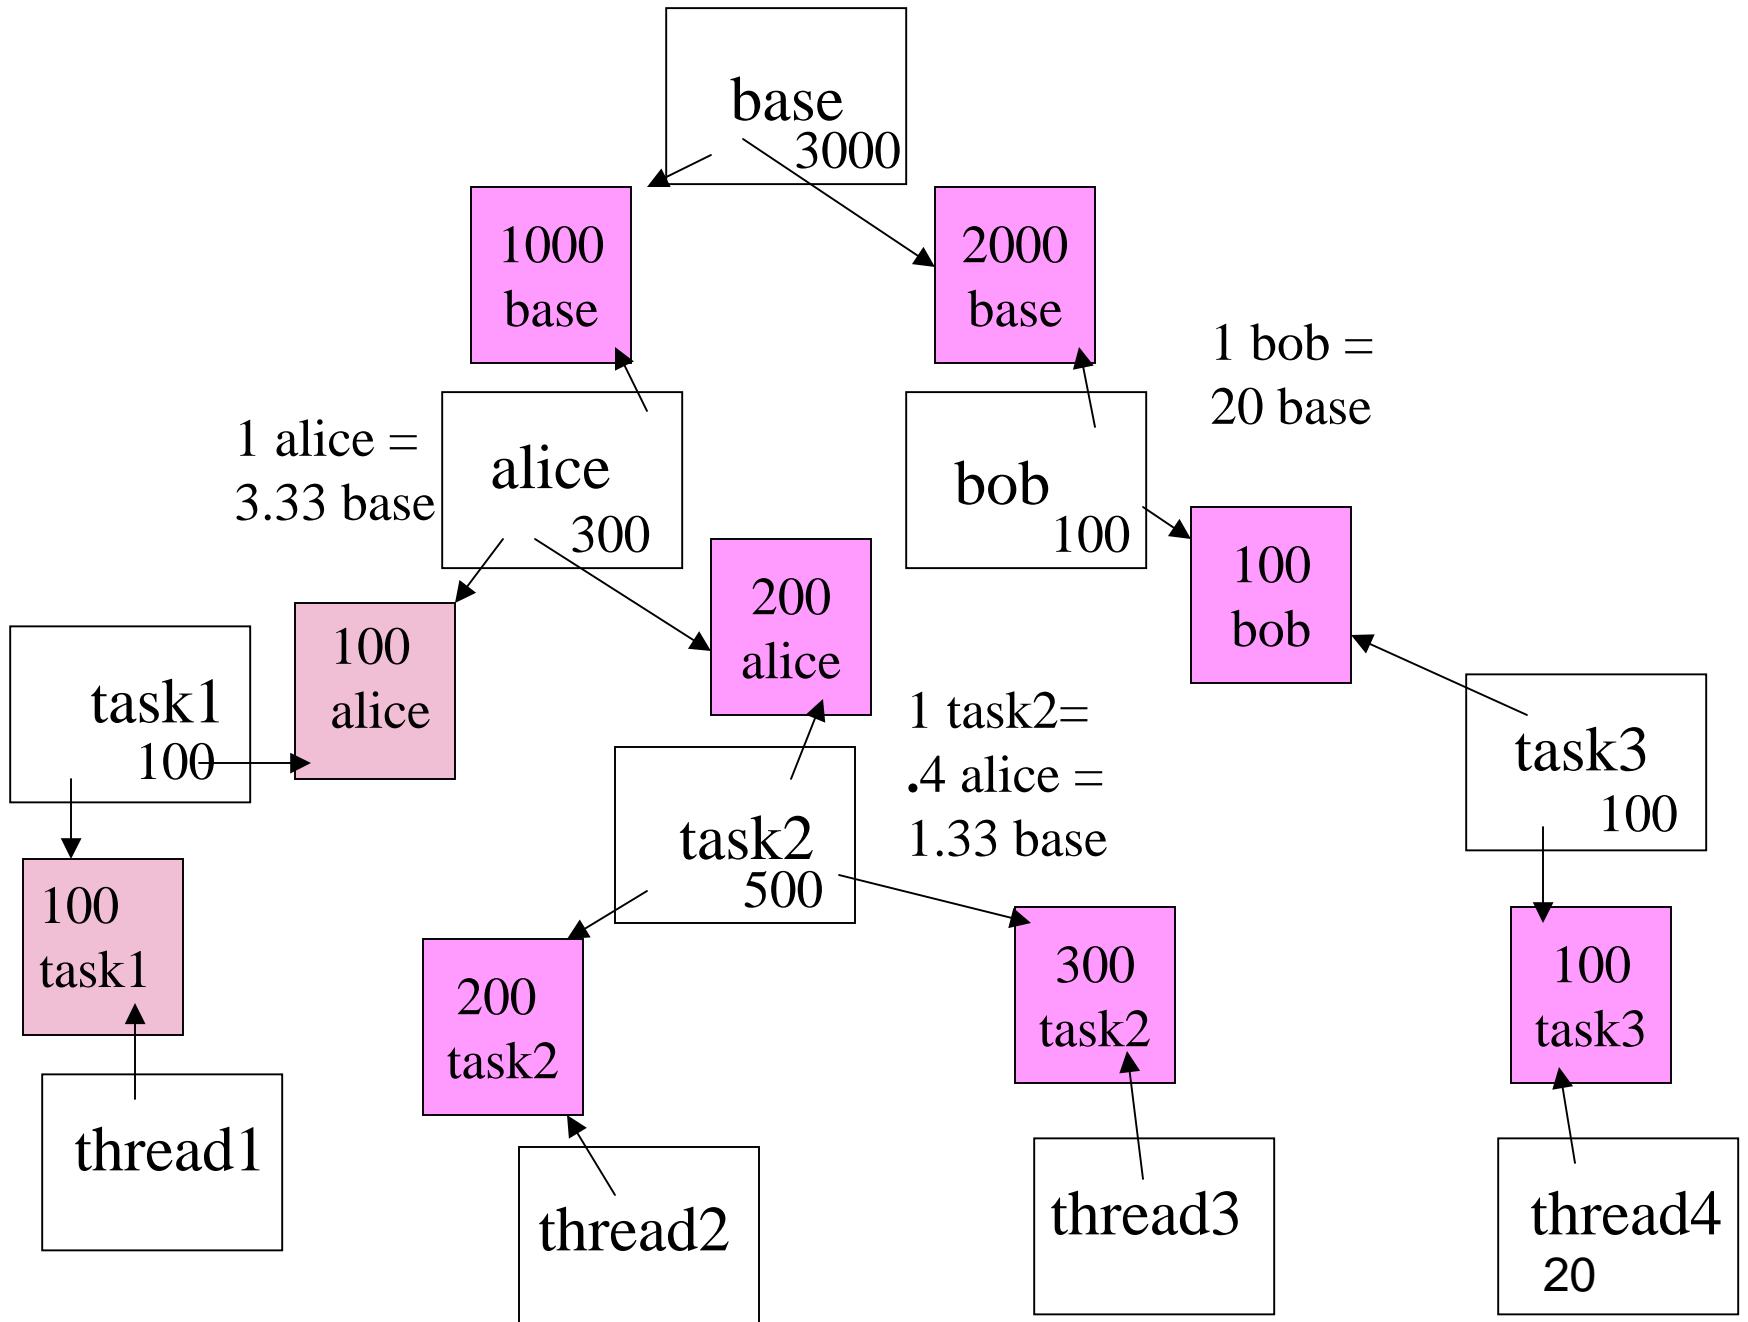 base
3000
1000
base
2000
base
1 bob =
20 base
1 alice =
3.33 base
alice
300
bob
100
100
alice
200
alice
100
bob
task1
100
1 task2=
.4 alice =
1.33 base
task2
500
task3
100
100
task1
200
task2
300
task2
100
task3
thread1
thread2
thread3
thread4
20